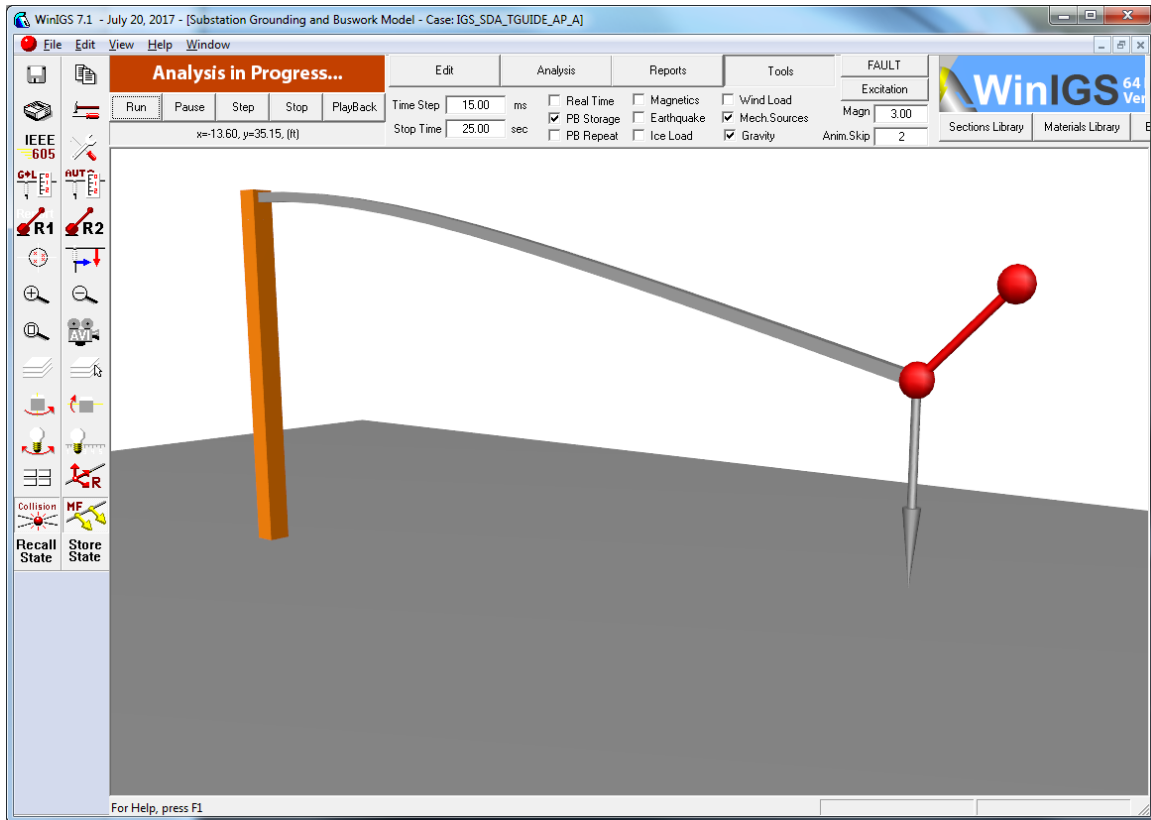 WinIGS 7.1 - July 20, 2017 - [Substation Grounding and Buswork Model - Case: IGS_SDA_TGUIDE_AP_A]
File Edit View Help Window
Analysis in Progress...
Edit Analysis Reports Tools
FAULT
Excitation
Run Pause Step Stop PlayBack
Time Step 15.00 ms
Stop Time 25.00 sec
Real Time Magnetics Wind Load
PB Storage Earthquake Mech.Sources
PB Repeat Ice Load Gravity
Magn 3.00
Anim.Skip 2
WinIGS 64
Ver
Sections Library Materials Library E
x=-13.60, y=35.15, (ft)
IEEE
605
G+L
AUTO
R1 R2
AVI
R
Collision MF
Recall State
Store State
For Help, press F1